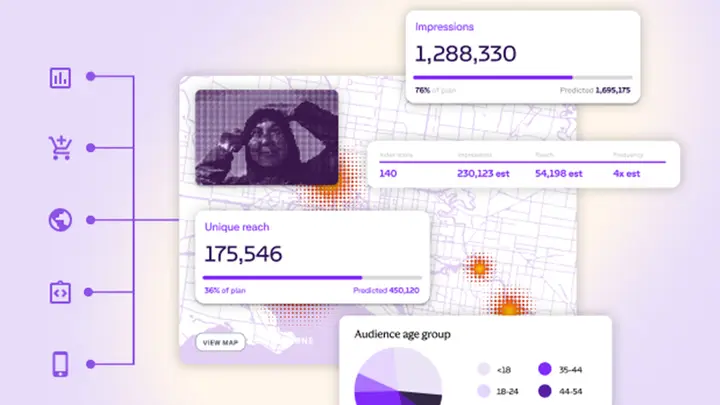 Impressions
1,288,330
76% of plan
Predicted 1,695,175
Index score Impressions Reach Frequency
140 230,123 est 54,198 est 4x est
Unique reach
175,546
36% of plan
Predicted 450,120
VIEW MAP
Audience age group
<18
35-44
18-24
44-54